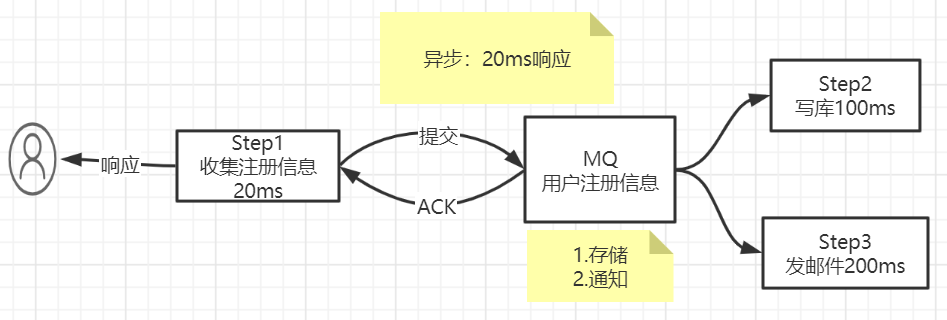 异步：20ms响应
响应
Step1
收集注册信息
20ms
提交
ACK
MQ
用户注册信息
1.存储
2.通知
Step2
写库100ms
Step3
发邮件200ms